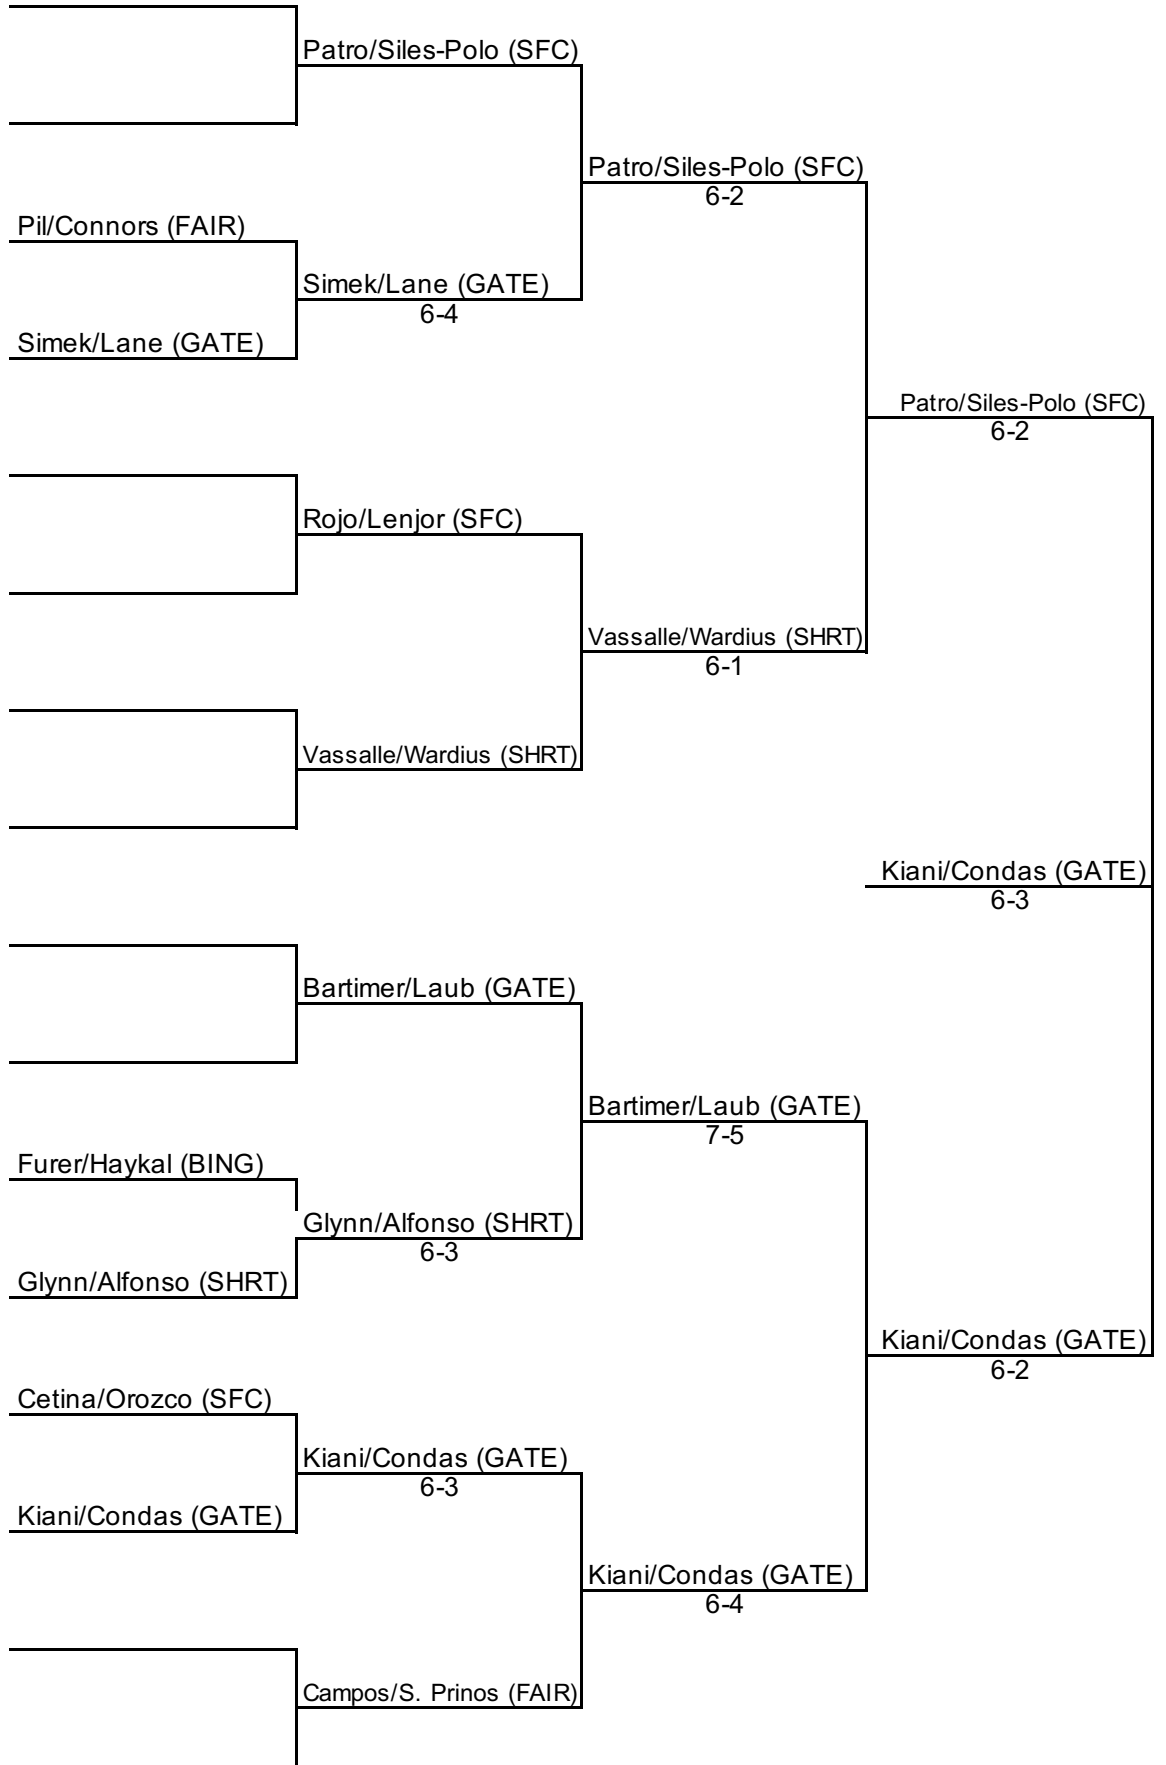 Patro/Siles-Polo (SFC)
Patro/Siles-Polo (SFC)
6-2
Pil/Connors (FAIR)
Simek/Lane (GATE)
6-4
Simek/Lane (GATE)
Patro/Siles-Polo (SFC)
6-2
Rojo/Lenjor (SFC)
Vassalle/Wardius (SHRT)
6-1
Vassalle/Wardius (SHRT)
Kiani/Condas (GATE)
6-3
Bartimer/Laub (GATE)
Bartimer/Laub (GATE)
7-5
Furer/Haykal (BING)
Glynn/Alfonso (SHRT)
6-3
Glynn/Alfonso (SHRT)
Kiani/Condas (GATE)
6-2
Cetina/Orozco (SFC)
Kiani/Condas (GATE)
6-3
Kiani/Condas (GATE)
Kiani/Condas (GATE)
6-4
Campos/S. Prinos (FAIR)